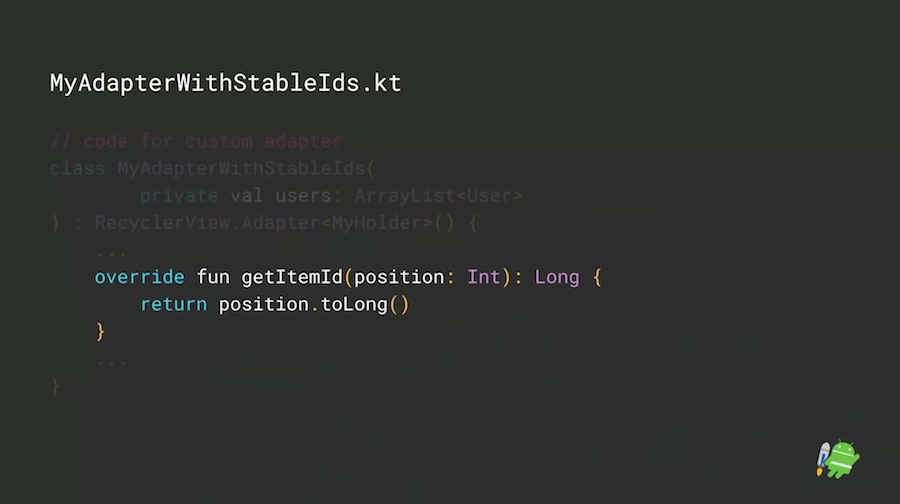 MyAdapterWithStableIds.kt
// code for custom adapter
class MyAdapterWithStableIds(
private val users: ArrayList<User>
) : RecyclerView.Adapter<MyHolder>() {
...
override fun getItemId(position: Int): Long {
return position.toLong()
}
...
}